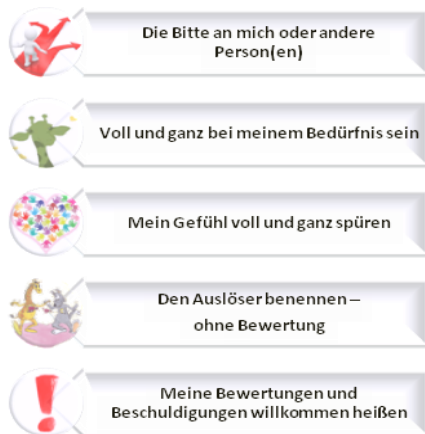 Die Bitte an mich oder andere
Person(en)
Voll und ganz bei meinem Bedürfnis sein
Mein Gefühl voll und ganz spüren
Den Auslöser benennen –
ohne Bewertung
Meine Bewertungen und
Beschuldigungen willkommen heißen